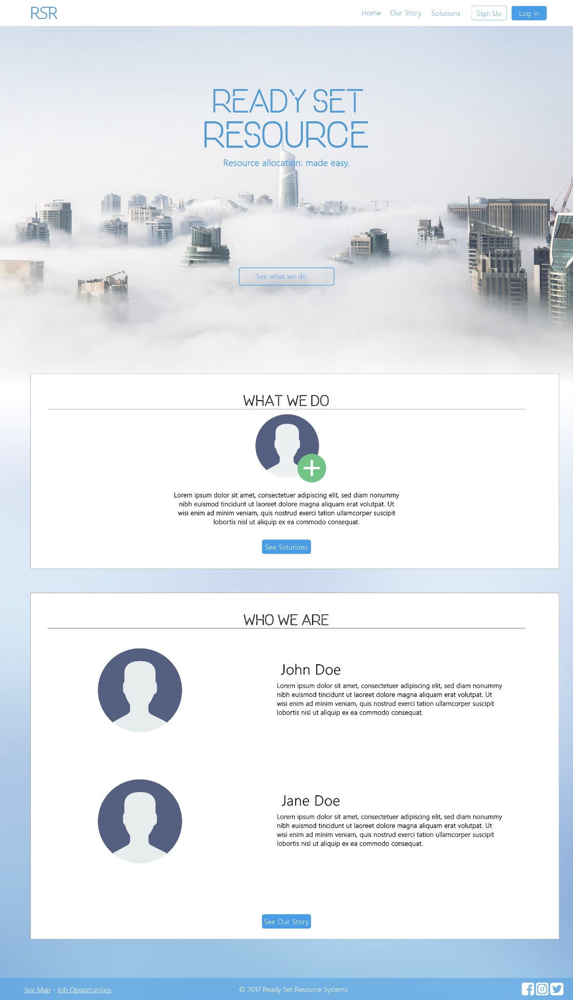 RSR
Home Our Story Solutions Sign Up Log In
READY SET
RESOURCE
Resource allocation: made easy.
MAG 214
See what we do
WHAT WE DO
Lorem ipsum dolor sit amet, consectetuer adipiscing elit, sed diam nonummy
nibh euismod tincidunt ut laoreet dolore magna aliquam erat volutpat. Ut
wisi enim ad minim veniam, quis nostrud exerci tation ullamcorper suscipit
lobortis nisl ut aliquip ex ea commodo consequat.
See Solutions
WHO WE ARE
John Doe
Lorem ipsum dolor sit amet, consectetuer adipiscing elit, sed diam nonummy
nibh euismod tincidunt ut laoreet dolore magna aliquam erat volutpat. Ut
wisi enim ad minim veniam, quis nostrud exerci tation ullamcorper suscipit
lobortis nisl ut aliquip ex ea commodo consequat.
Jane Doe
Lorem ipsum dolor sit amet, consectetuer adipiscing elit, sed diam nonummy
nibh euismod tincidunt ut laoreet dolore magna aliquam erat volutpat. Ut
wisi enim ad minim veniam, quis nostrud exerci tation ullamcorper suscipit
lobortis nisl ut aliquip ex ea commodo consequat.
See Our Story
Site Map - Job Opportunities
© 2017 Ready Set Resource Systems